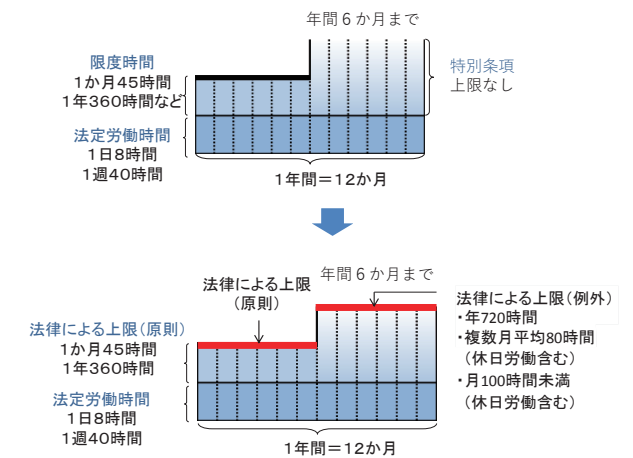 年間６か月まで
限度時間
1か月45時間
1年360時間など
特別条項
上限なし
法定労働時間
1日8時間
1週40時間
1年間＝12か月
年間６か月まで
法律による上限
（原則）
法律による上限（例外）
・年720時間
・複数月平均80時間
（休日労働含む）
・月100時間未満
（休日労働含む）
法律による上限（原則）
1か月45時間
1年360時間
法定労働時間
1日8時間
1週40時間
1年間＝12か月